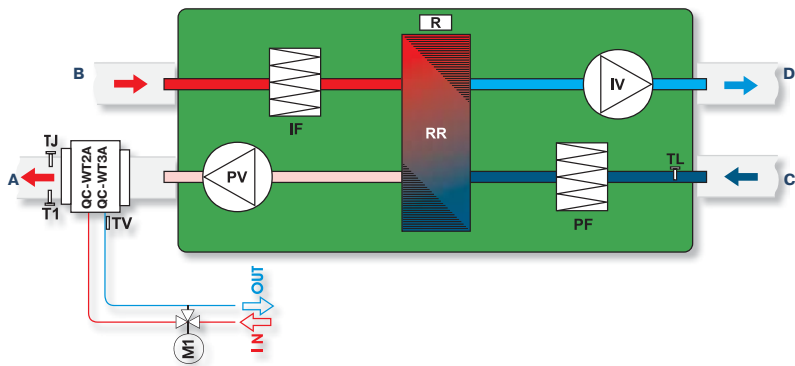 R
B
D
IF
IV
RR
TJ
QC-WT2A
QC-WT3A
A
PV
TL
C
T1
TV
PF
OUT
IN
M1